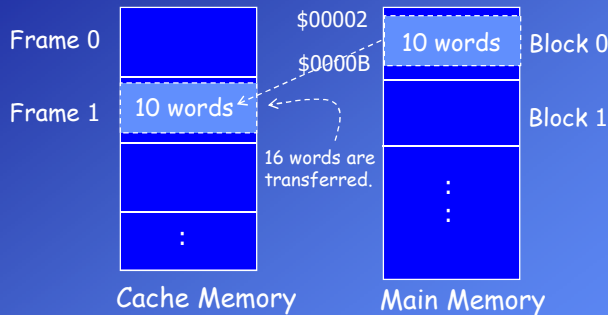 Frame 0
Frame 1
10 words
:
Cache Memory
$00002
$0000B
16 words are
transferred.
10 words
Block 0
Block 1
:
:
Main Memory